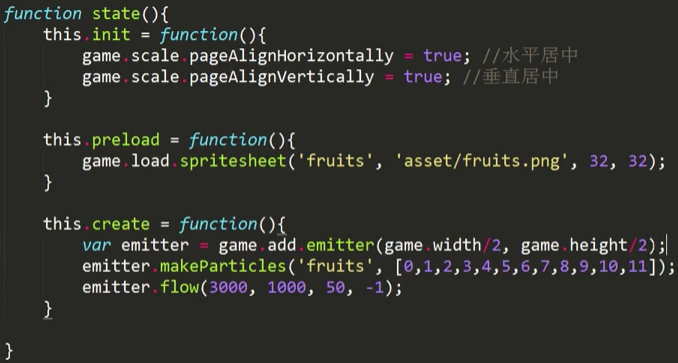 function state(){
    this.init = function(){
        game.scale.pageAlignHorizontally = true; //水平居中
        game.scale.pageAlignVertically = true; //垂直居中
    }
    this.preload = function(){
        game.load.spritesheet('fruits', 'asset/fruits.png', 32, 32);
    }
    this.create = function(){
        var emitter = game.add.emitter(game.width/2, game.height/2);
        emitter.makeParticles('fruits', [0,1,2,3,4,5,6,7,8,9,10,11]);
        emitter.flow(3000, 1000, 50, -1);
    }
}